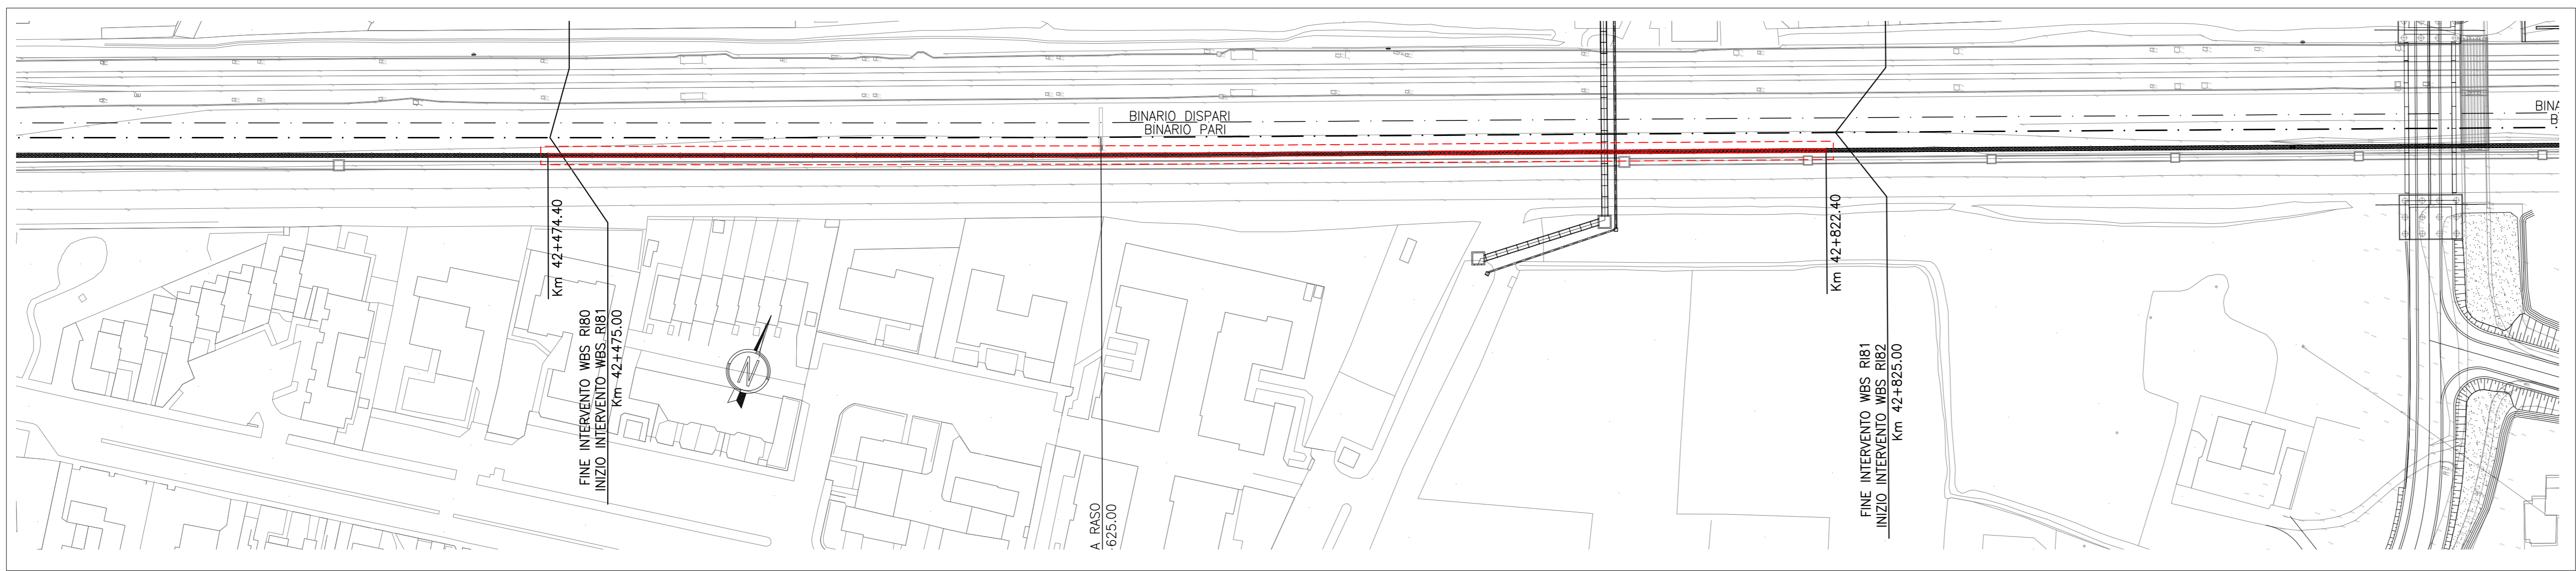 BINARIO DISPARI
BINARIO PARI
BINA
B
Km 42+474.40
FINE INTERVENTO WBS RI80
INIZIO INTERVENTO WBS RI81
Km 42+475.00
N
A RASO
625.00
Km 42+822.40
FINE INTERVENTO WBS RI81
INIZIO INTERVENTO WBS RI82
Km 42+825.00